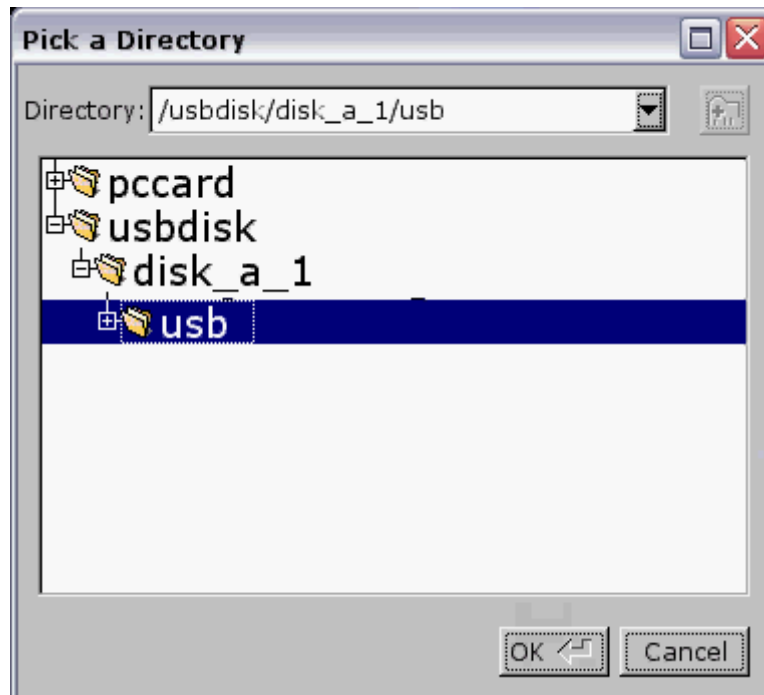 Pick a Directory
Directory: /usbdisk/disk_a_1/usb
pccard
usbdisk
disk_a_1
usb
OK Cancel